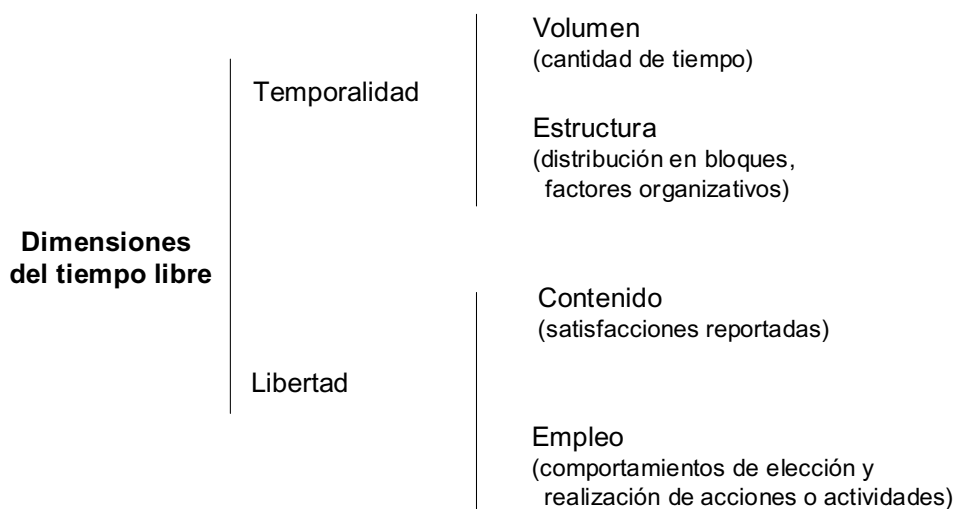 Dimensiones
del tiempo libre
Temporalidad
Volumen
(cantidad de tiempo)
Estructura
(distribución en bloques,
factores organizativos)
Libertad
Contenido
(satisfacciones reportadas)
Empleo
(comportamientos de elección y
realización de acciones o actividades)